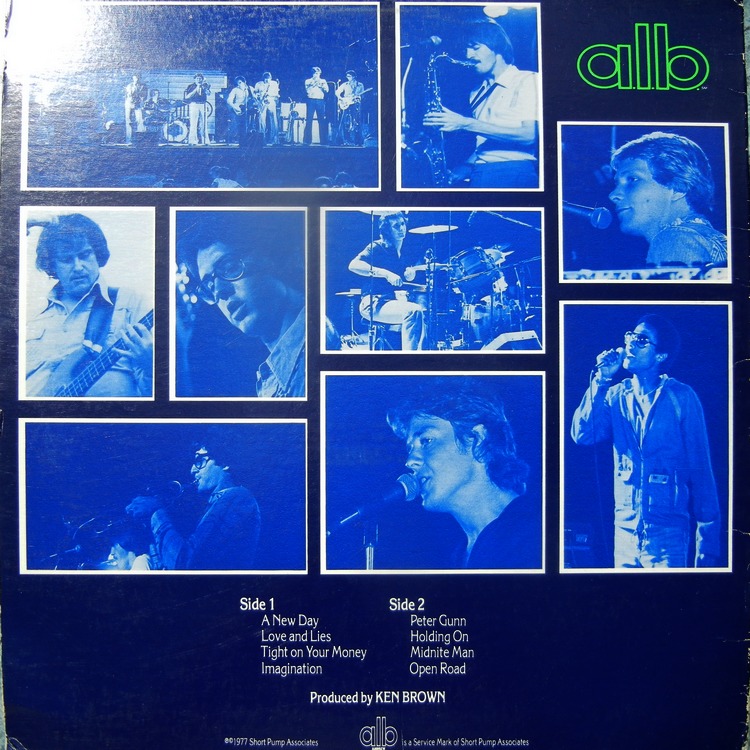 a.l.b.
Side 1
A New Day
Love and Lies
Tight on Your Money
Imagination
Side 2
Peter Gunn
Holding On
Midnite Man
Open Road
Produced by KEN BROWN
℗©1977 Short Pump Associates
a.l.b. is a Service Mark of Short Pump Associates